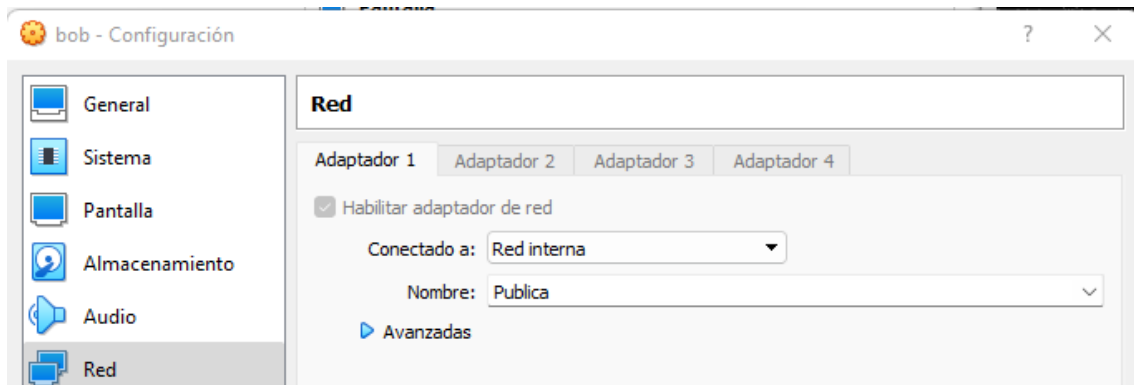 Pantalla
bob - Configuración
?
General
Sistema
Pantalla
Almacenamiento
Audio
Red
Red
Adaptador 1 Adaptador 2 Adaptador 3 Adaptador 4
Habilitar adaptador de red
Conectado a: Red interna
Nombre: Publica
Avanzadas